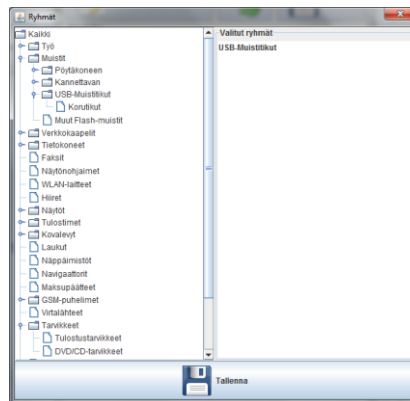 Ryhmät
Kaikki
Työ
Muistit
Pöytäkoneen
Kannettavan
USB-Muistitikut
Korutikut
Muut Flash-muistit
Verkkokaapelit
Tietokoneet
Faksit
Näytönohjaimet
WLAN-laitteet
Hiiret
Näytöt
Tulostimet
Kovalevyt
Laukut
Näppäimistöt
Navigaattorit
Maksupäätteet
GSM-puhelimet
Virtalähteet
Tarvikkeet
Tulostustarvikkeet
DVD/CD-tarvikkeet
Valitut ryhmät
USB-Muistitikut
Tallenna